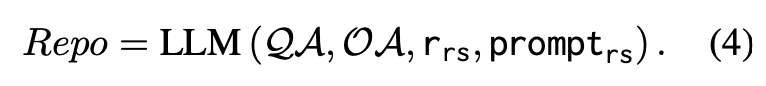 Repo = LLM (𝒬𝒜, 𝒪𝒜, r_rs, prompt_rs) . (4)